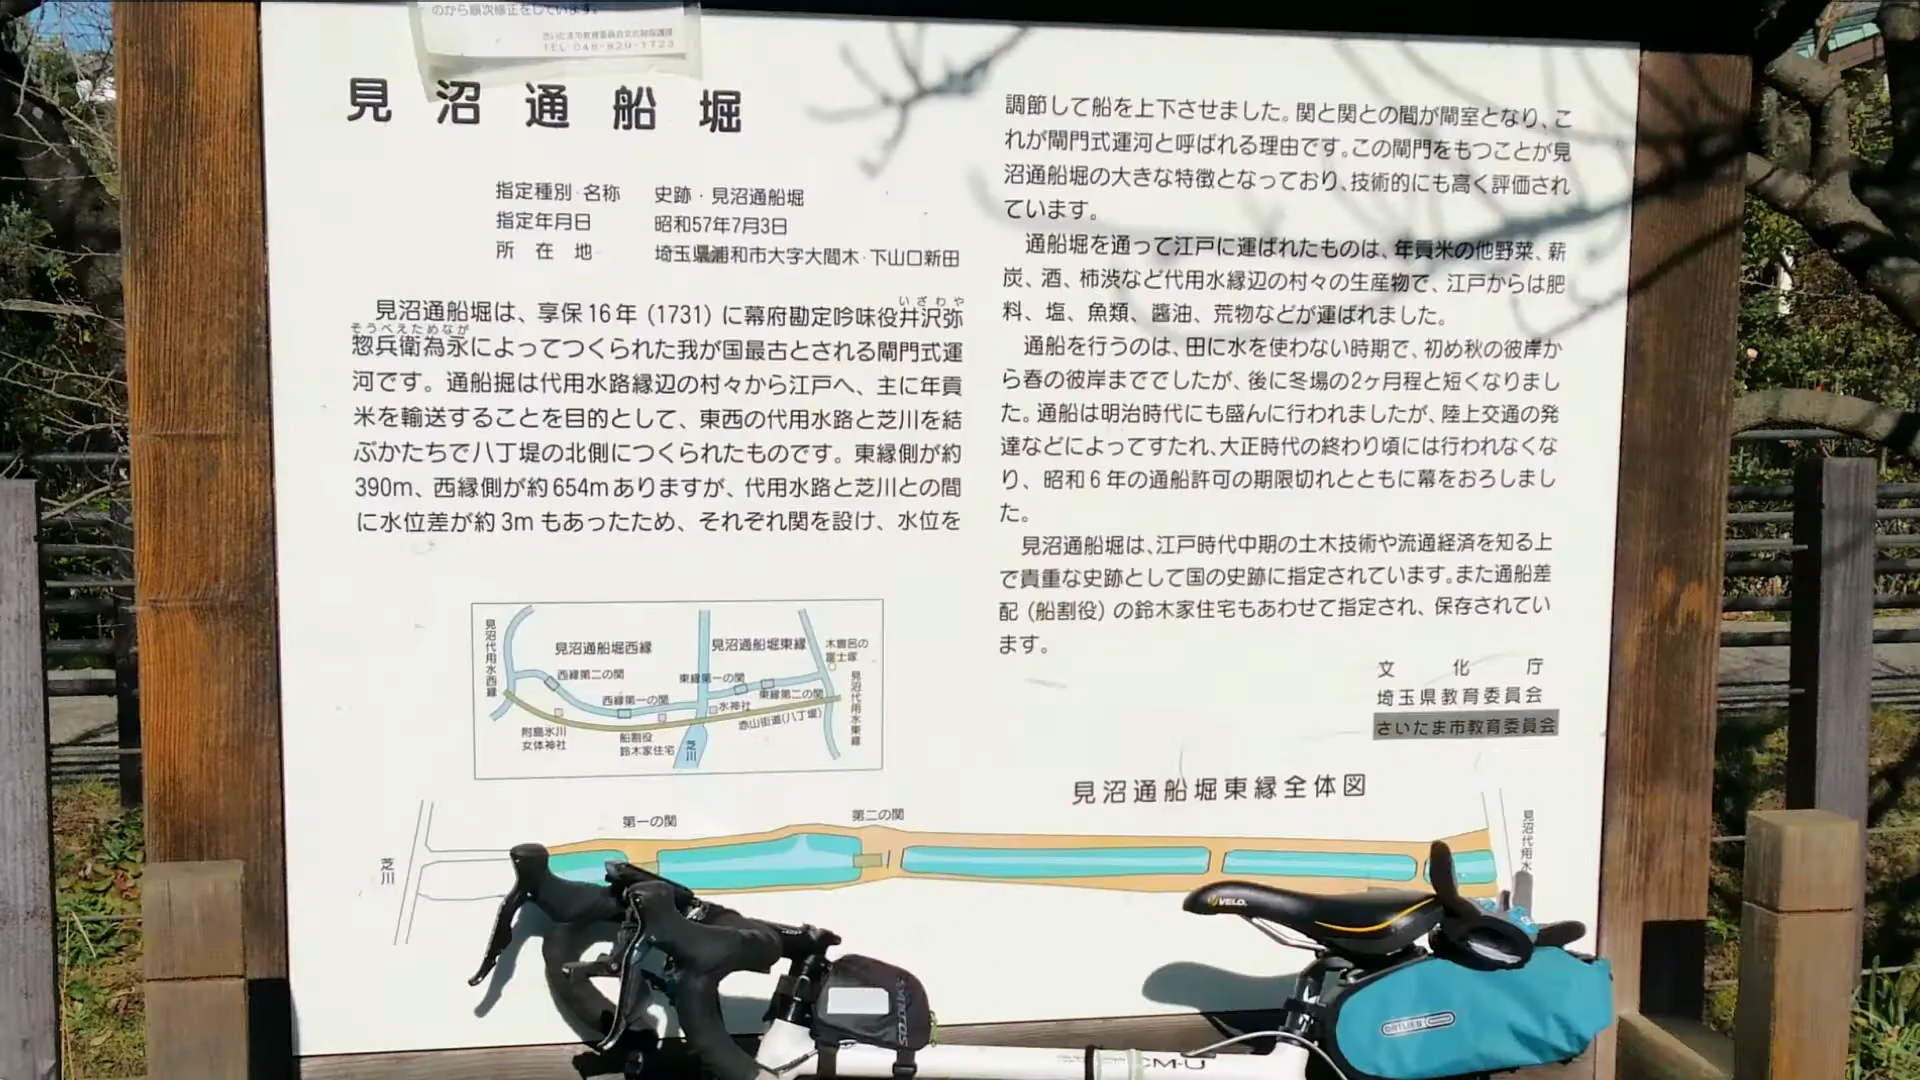 のから順次修正をしています。
さいたま市教育委員会文化財保護課
TEL・048-829-1723
見沼通船堀
指定種別・名称 史跡・見沼通船堀
指定年月日 昭和57年7月3日
所在地 埼玉県浦和市大字大間木・下山口新田
見沼通船堀は、享保16年(1731)に幕府勘定吟味役井沢弥
いざわや
惣兵衛為永によってつくられた我が国最古とされる閘門式運
そうべえためなが
河です。通船掘は代用水路縁辺の村々から江戸へ、主に年貢
米を輸送することを目的として、東西の代用水路と芝川を結
ぶかたちで八丁堤の北側につくられたものです。東縁側が約
390m、西縁側が約654mありますが、代用水路と芝川との間
に水位差が約3mもあったため、それぞれ関を設け、水位を
調節して船を上下させました。関と関との間が閘室となり、こ
れが閘門式運河と呼ばれる理由です。この閘門をもつことが見
沼通船堀の大きな特徴となっており、技術的にも高く評価され
ています。
通船堀を通って江戸に運ばれたものは、年貢米の他野菜、薪
炭、酒、柿渋など代用水縁辺の村々の生産物で、江戸からは肥
料、塩、魚類、醤油、荒物などが運ばれました。
通船を行うのは、田に水を使わない時期で、初め秋の彼岸か
ら春の彼岸まででしたが、後に冬場の2ヶ月程と短くなりまし
た。通船は明治時代にも盛んに行われましたが、陸上交通の発
達などによってすたれ、大正時代の終わり頃には行われなくな
り、昭和6年の通船許可の期限切れとともに幕をおろしまし
た。
見沼通船堀は、江戸時代中期の土木技術や流通経済を知る上
で貴重な史跡として国の史跡に指定されています。また通船差
配(船割役)の鈴木家住宅もあわせて指定され、保存されてい
ます。
文化庁
埼玉県教育委員会
さいたま市教育委員会
見沼代用水西縁
見沼通船堀西縁
見沼通船堀東縁
木曽呂の
富士塚
西縁第二の関
東縁第一の関
西縁第一の関
東縁第二の関
水神社
赤山街道(八丁堤)
見沼代用水東縁
附島氷川
女体神社
船割役
鈴木家住宅
芝川
見沼通船堀東縁全体図
第一の関
第二の関
芝川
見沼代用水
VELO
ORTLIEB